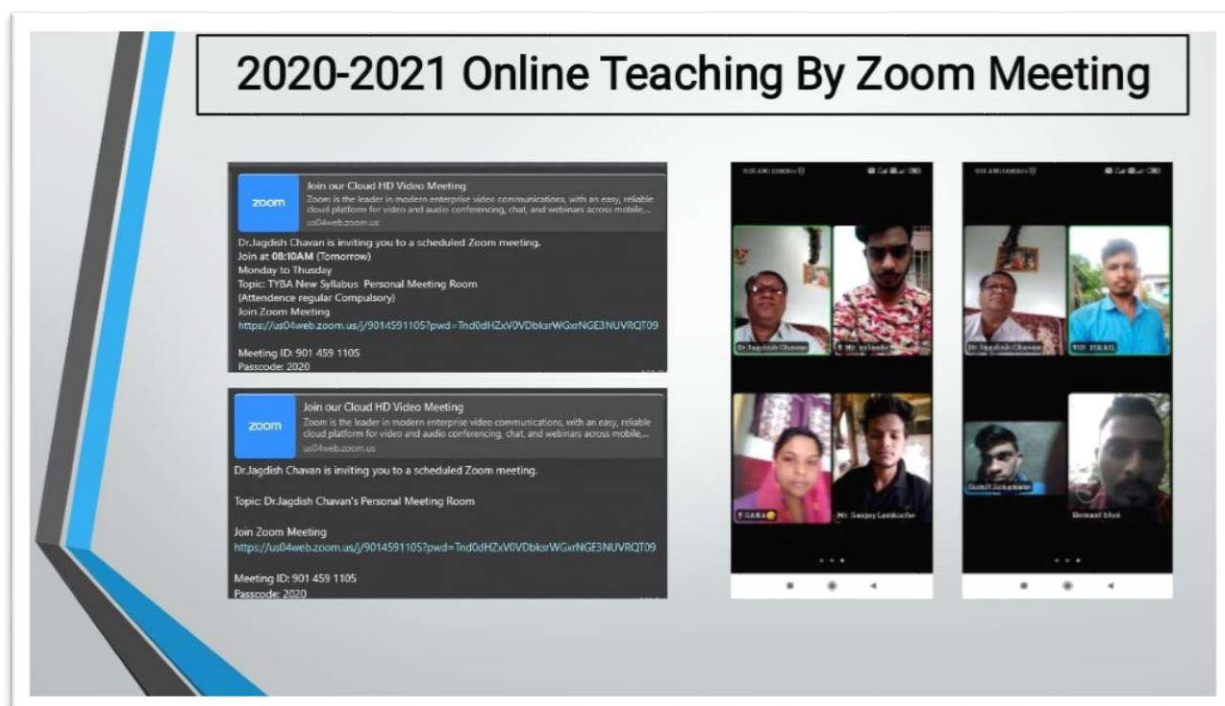 2020-2021 Online Teaching By Zoom Meeting
Join our Cloud HD Video Meeting
zoom
Zoom is the leader in modern enterprise video communications, with an easy, reliable
cloud platform for video and audio conferencing, chat, and webinars across mobile,...
us04web.zoom.us
Dr.Jagdish Chavan is inviting you to a scheduled Zoom meeting.
Join at 08:10AM (Tomorrow)
Monday to Thusday
Topic: TYBA New Syllabus Personal Meeting Room
(Attendence regular Compulsory)
Join Zoom Meeting
https://us04web.zoom.us/j/9014591105?pwd=Tnd0dHZxV0VDbksrWGxrNGE3NUVRQT09
Meeting ID: 901 459 1105
Passcode: 2020
Join our Cloud HD Video Meeting
zoom
Zoom is the leader in modern enterprise video communications, with an easy, reliable
cloud platform for video and audio conferencing, chat, and webinars across mobile,...
us04web.zoom.us
Dr.Jagdish Chavan is inviting you to a scheduled Zoom meeting.
Topic: Dr.Jagdish Chavan's Personal Meeting Room
Join Zoom Meeting
https://us04web.zoom.us/j/9014591105?pwd=Tnd0dHZxV0VDbksrWGxrNGE3NUVRQT09
Meeting ID: 901 459 1105
Passcode: 2020
Dr Jagdish Chavan
Mr.
SANA
Mr. Sanjay
Dr Jagdish Chavan